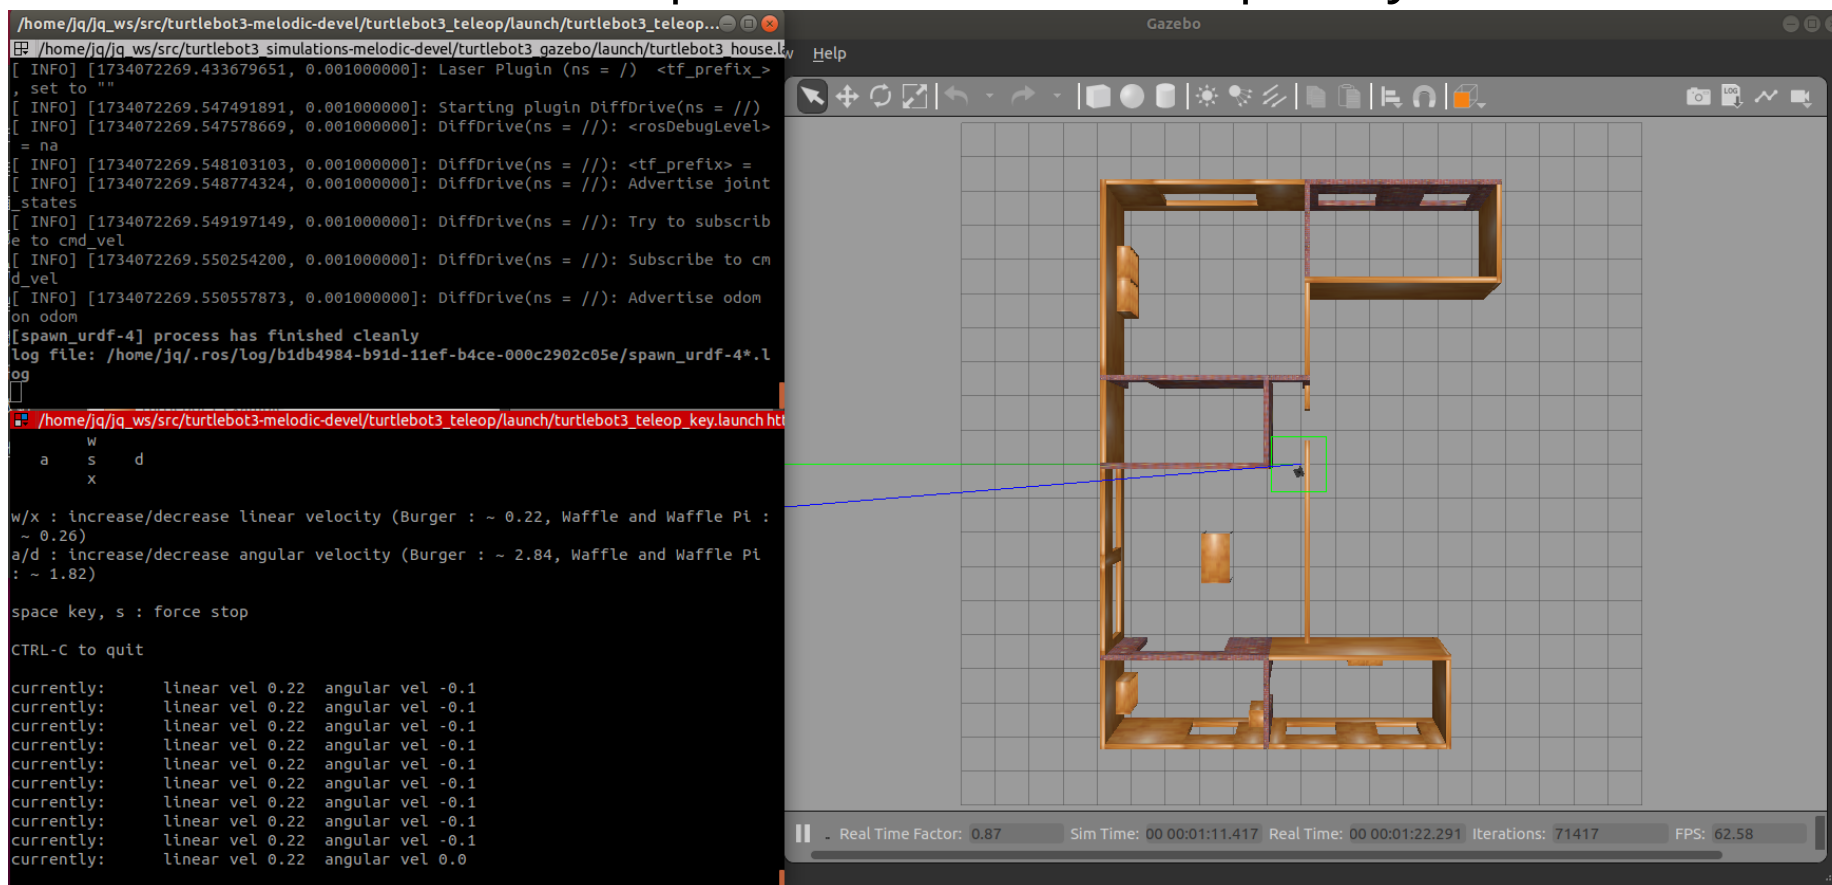 /home/jq/jq_ws/src/turtlebot3-melodic-devel/turtlebot3_teleop/launch/turtlebot3_teleop...
/home/jq/jq_ws/src/turtlebot3_simulations-melodic-devel/turtlebot3_gazebo/launch/turtlebot3_house.la
[ INFO] [1734072269.433679651, 0.001000000]: Laser Plugin (ns = /)  <tf_prefix_>
, set to ""
[ INFO] [1734072269.547491891, 0.001000000]: Starting plugin DiffDrive(ns = //)
[ INFO] [1734072269.547578669, 0.001000000]: DiffDrive(ns = //): <rosDebugLevel>
= na
[ INFO] [1734072269.548103103, 0.001000000]: DiffDrive(ns = //): <tf_prefix> =
[ INFO] [1734072269.548774324, 0.001000000]: DiffDrive(ns = //): Advertise joint
_states
[ INFO] [1734072269.549197149, 0.001000000]: DiffDrive(ns = //): Try to subscrib
e to cmd_vel
[ INFO] [1734072269.550254200, 0.001000000]: DiffDrive(ns = //): Subscribe to cm
d_vel
[ INFO] [1734072269.550557873, 0.001000000]: DiffDrive(ns = //): Advertise odom
on odom
[spawn_urdf-4] process has finished cleanly
log file: /home/jq/.ros/log/b1db4984-b91d-11ef-b4ce-000c2902c05e/spawn_urdf-4*.l
og
/home/jq/jq_ws/src/turtlebot3-melodic-devel/turtlebot3_teleop/launch/turtlebot3_teleop_key.launch htt
w
a s d
x
w/x : increase/decrease linear velocity (Burger : ~ 0.22, Waffle and Waffle Pi :
~ 0.26)
a/d : increase/decrease angular velocity (Burger : ~ 2.84, Waffle and Waffle Pi
: ~ 1.82)
space key, s : force stop
CTRL-C to quit
currently: linear vel 0.22 angular vel -0.1
currently: linear vel 0.22 angular vel -0.1
currently: linear vel 0.22 angular vel -0.1
currently: linear vel 0.22 angular vel -0.1
currently: linear vel 0.22 angular vel -0.1
currently: linear vel 0.22 angular vel -0.1
currently: linear vel 0.22 angular vel -0.1
currently: linear vel 0.22 angular vel -0.1
currently: linear vel 0.22 angular vel -0.1
currently: linear vel 0.22 angular vel 0.0
Gazebo
w Help
LOG
Real Time Factor: 0.87 Sim Time: 00 00:01:11.417 Real Time: 00 00:01:22.291 Iterations: 71417 FPS: 62.58